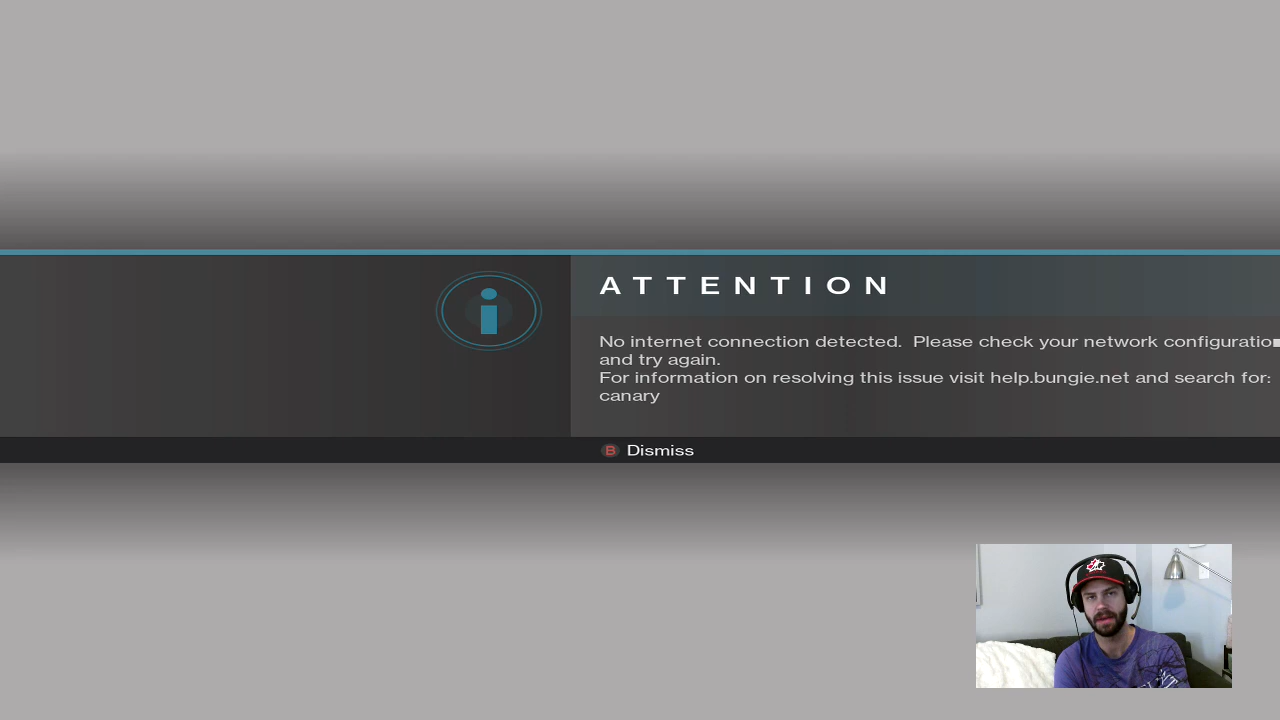 ATTENTION
No internet connection detected.  Please check your network configuratio
and try again.
For information on resolving this issue visit help.bungie.net and search for:
canary
B Dismiss